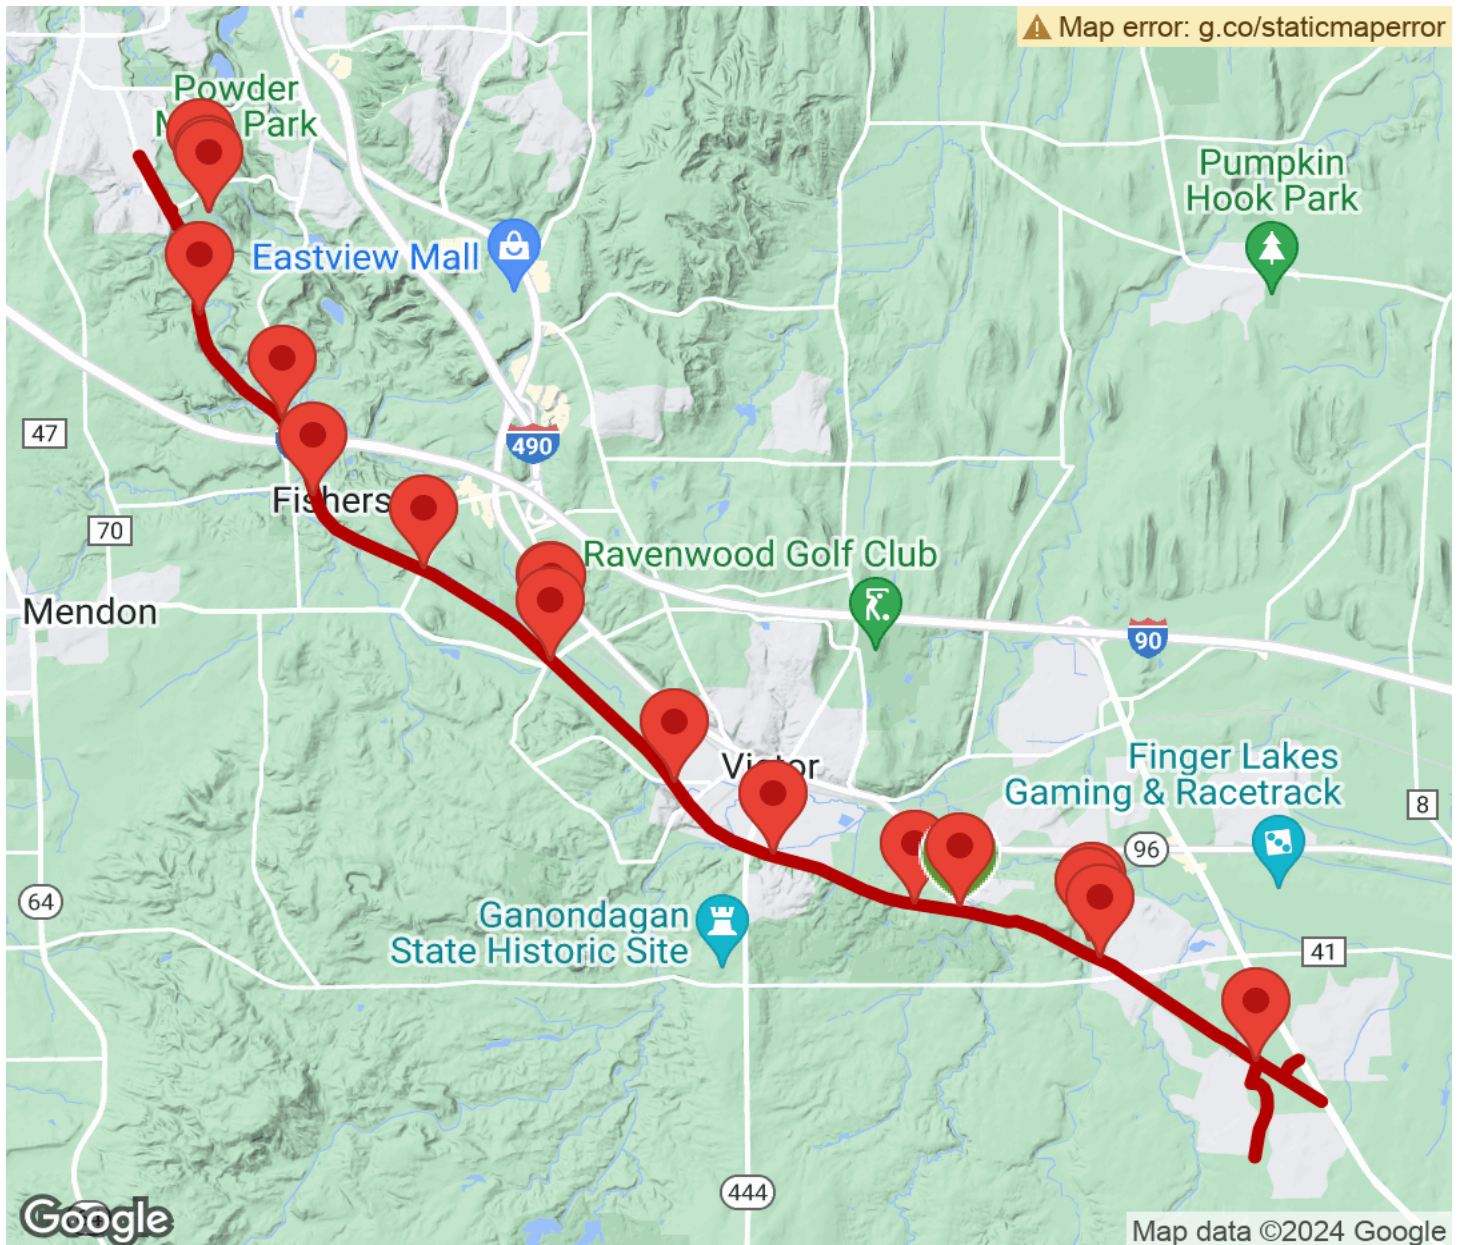 Map error: g.co/staticmaperror
Powder
Park
Pumpkin
Hook Park
Eastview Mall
47
490
Fishers
70
Ravenwood Golf Club
Mendon
90
Victor
Finger Lakes
Gaming & Racetrack
8
96
64
Ganondagan
State Historic Site
41
444
Google
Map data ©2024 Google